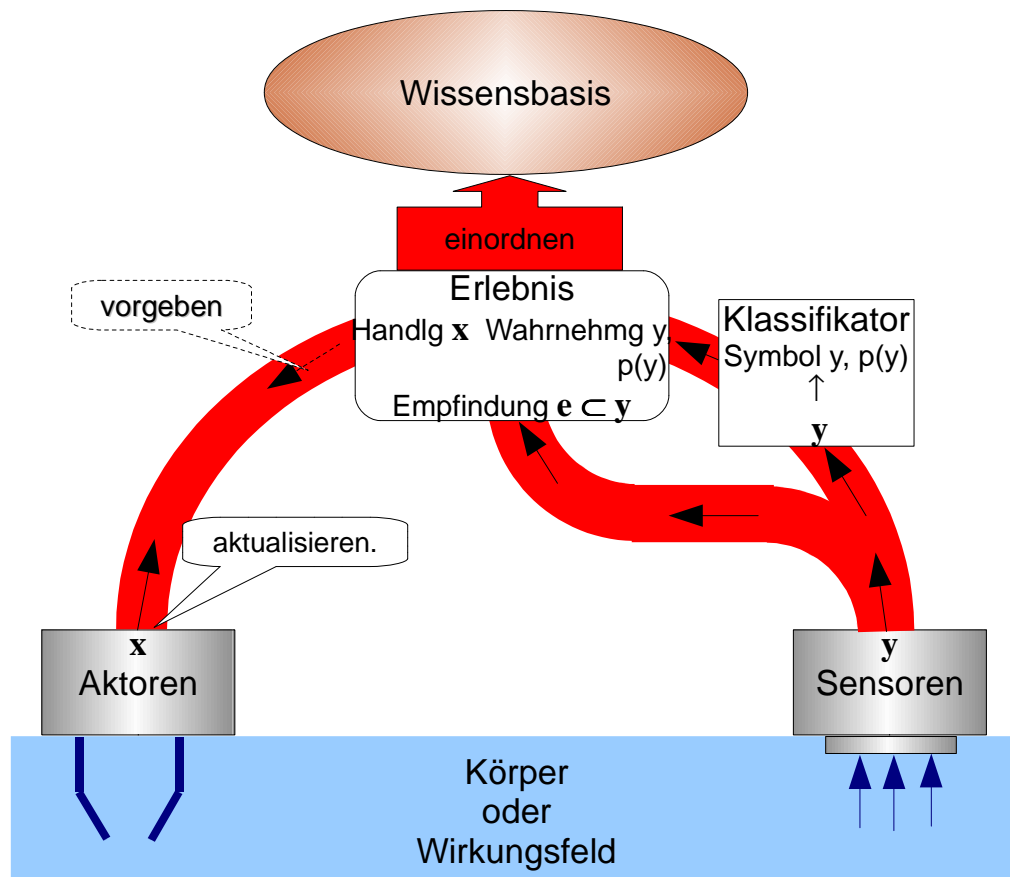 Wissensbasis
einordnen
vorgeben
Erlebnis
Handlg x Wahrnehmg y,
p(y)
Empfindung e ⊂ y
Klassifikator
Symbol y, p(y)
↑
y
aktualisieren.
x
Aktoren
y
Sensoren
Körper
oder
Wirkungsfeld